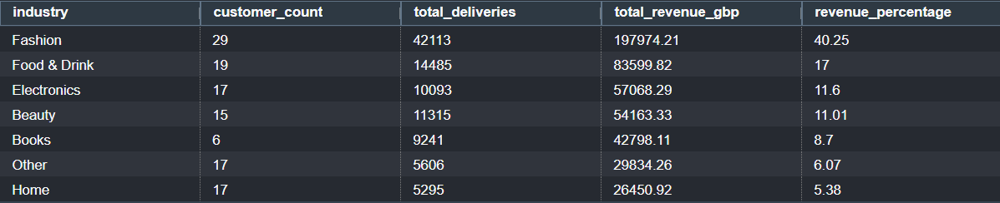 industry customer_count total_deliveries total_revenue_gbp revenue_percentage
Fashion 29 42113 197974.21 40.25
Food & Drink 19 14485 83599.82 17
Electronics 17 10093 57068.29 11.6
Beauty 15 11315 54163.33 11.01
Books 6 9241 42798.11 8.7
Other 17 5606 29834.26 6.07
Home 17 5295 26450.92 5.38